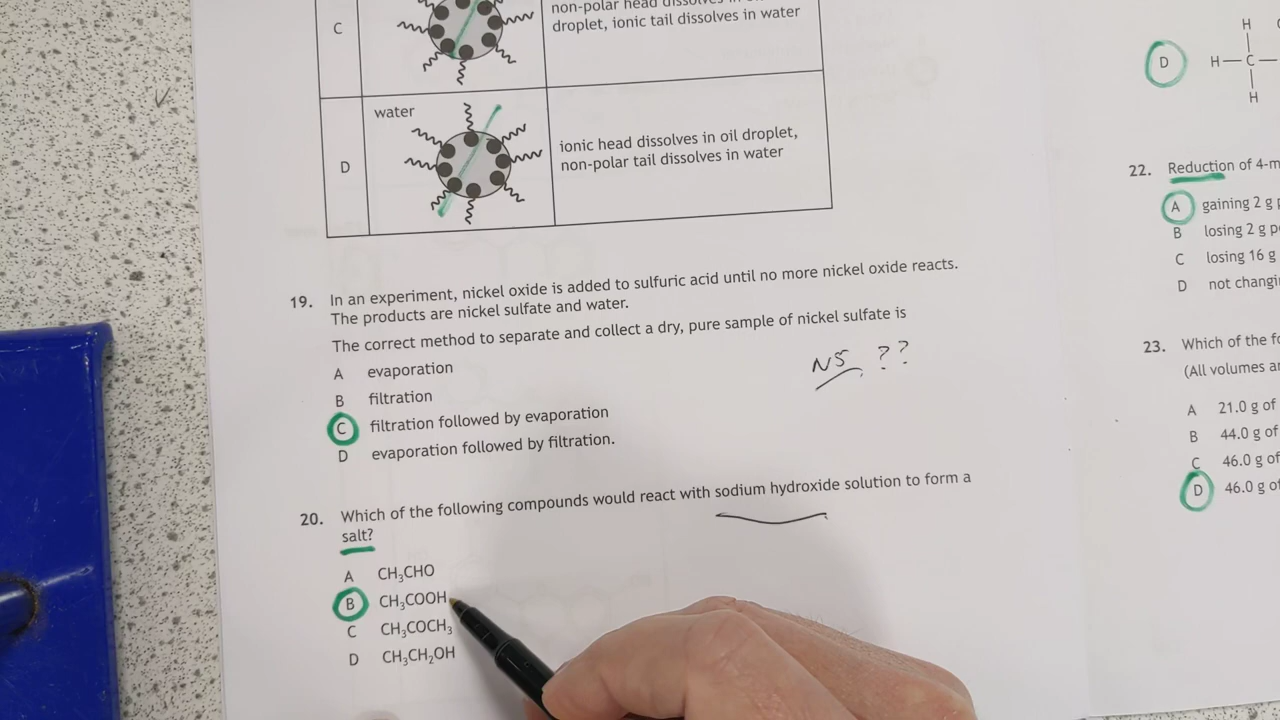 C
droplet, ionic tail dissolves in water
water
D
ionic head dissolves in oil droplet,
non-polar tail dissolves in water
19. In an experiment, nickel oxide is added to sulfuric acid until no more nickel oxide reacts.
The products are nickel sulfate and water.
The correct method to separate and collect a dry, pure sample of nickel sulfate is
A evaporation
B filtration
C filtration followed by evaporation
D evaporation followed by filtration.
N5 ??
20. Which of the following compounds would react with sodium hydroxide solution to form a
salt?
A CH₃CHO
B CH₃COOH
C CH₃COCH₃
D CH₃CH₂OH
D
H
H—C—
H
22. Reduction of 4-m
A gaining 2 g p
B losing 2 g p
C losing 16 g
D not changi
23. Which of the fo
(All volumes a
A 21.0 g of
B 44.0 g of
C 46.0 g of
D 46.0 g of